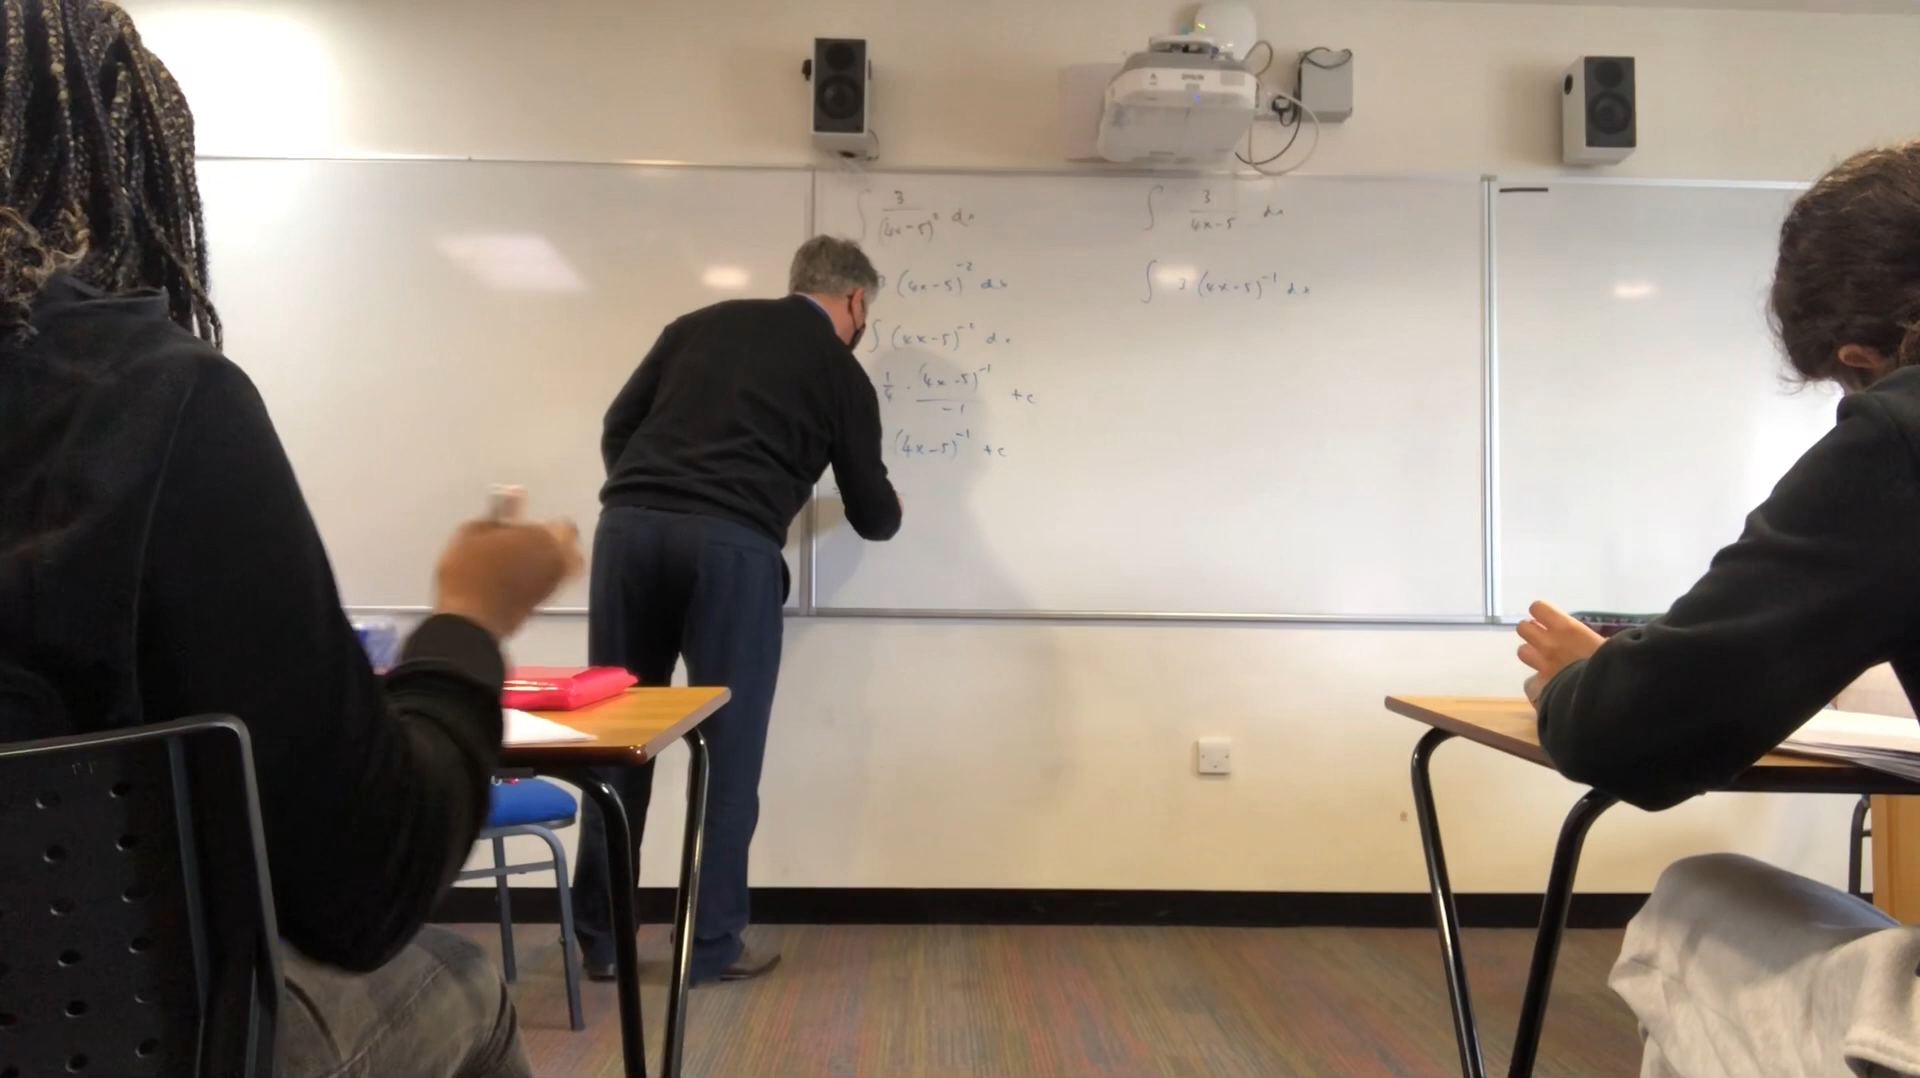 ∫ 3/(4x-5)² dx
3 (4x-5)⁻² dx
∫ (4x-5)⁻² dx
1/4 · (4x-5)⁻¹/-1 +c
(4x-5)⁻¹ +c
∫ 3/4x-5 dx
∫ 3 (4x-5)⁻¹ dx
EPSON